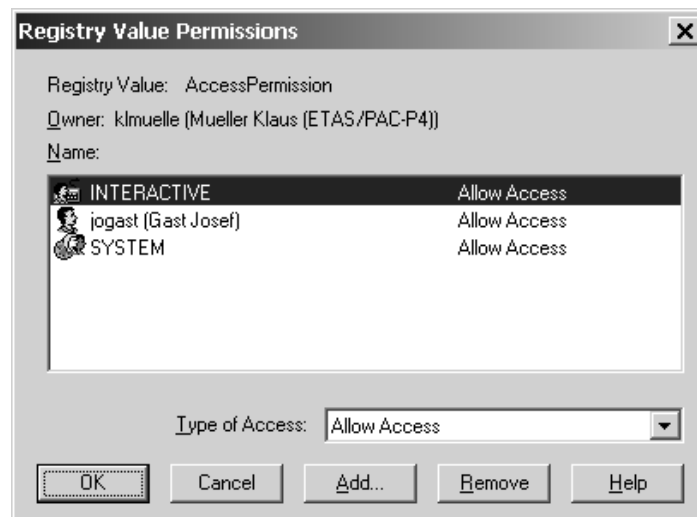 Registry Value Permissions
Registry Value: AccessPermission
Owner: klmuelle (Mueller Klaus (ETAS/PAC-P4))
Name:
INTERACTIVE Allow Access
jogast (Gast Josef) Allow Access
SYSTEM Allow Access
Type of Access: Allow Access
OK Cancel Add... Remove Help